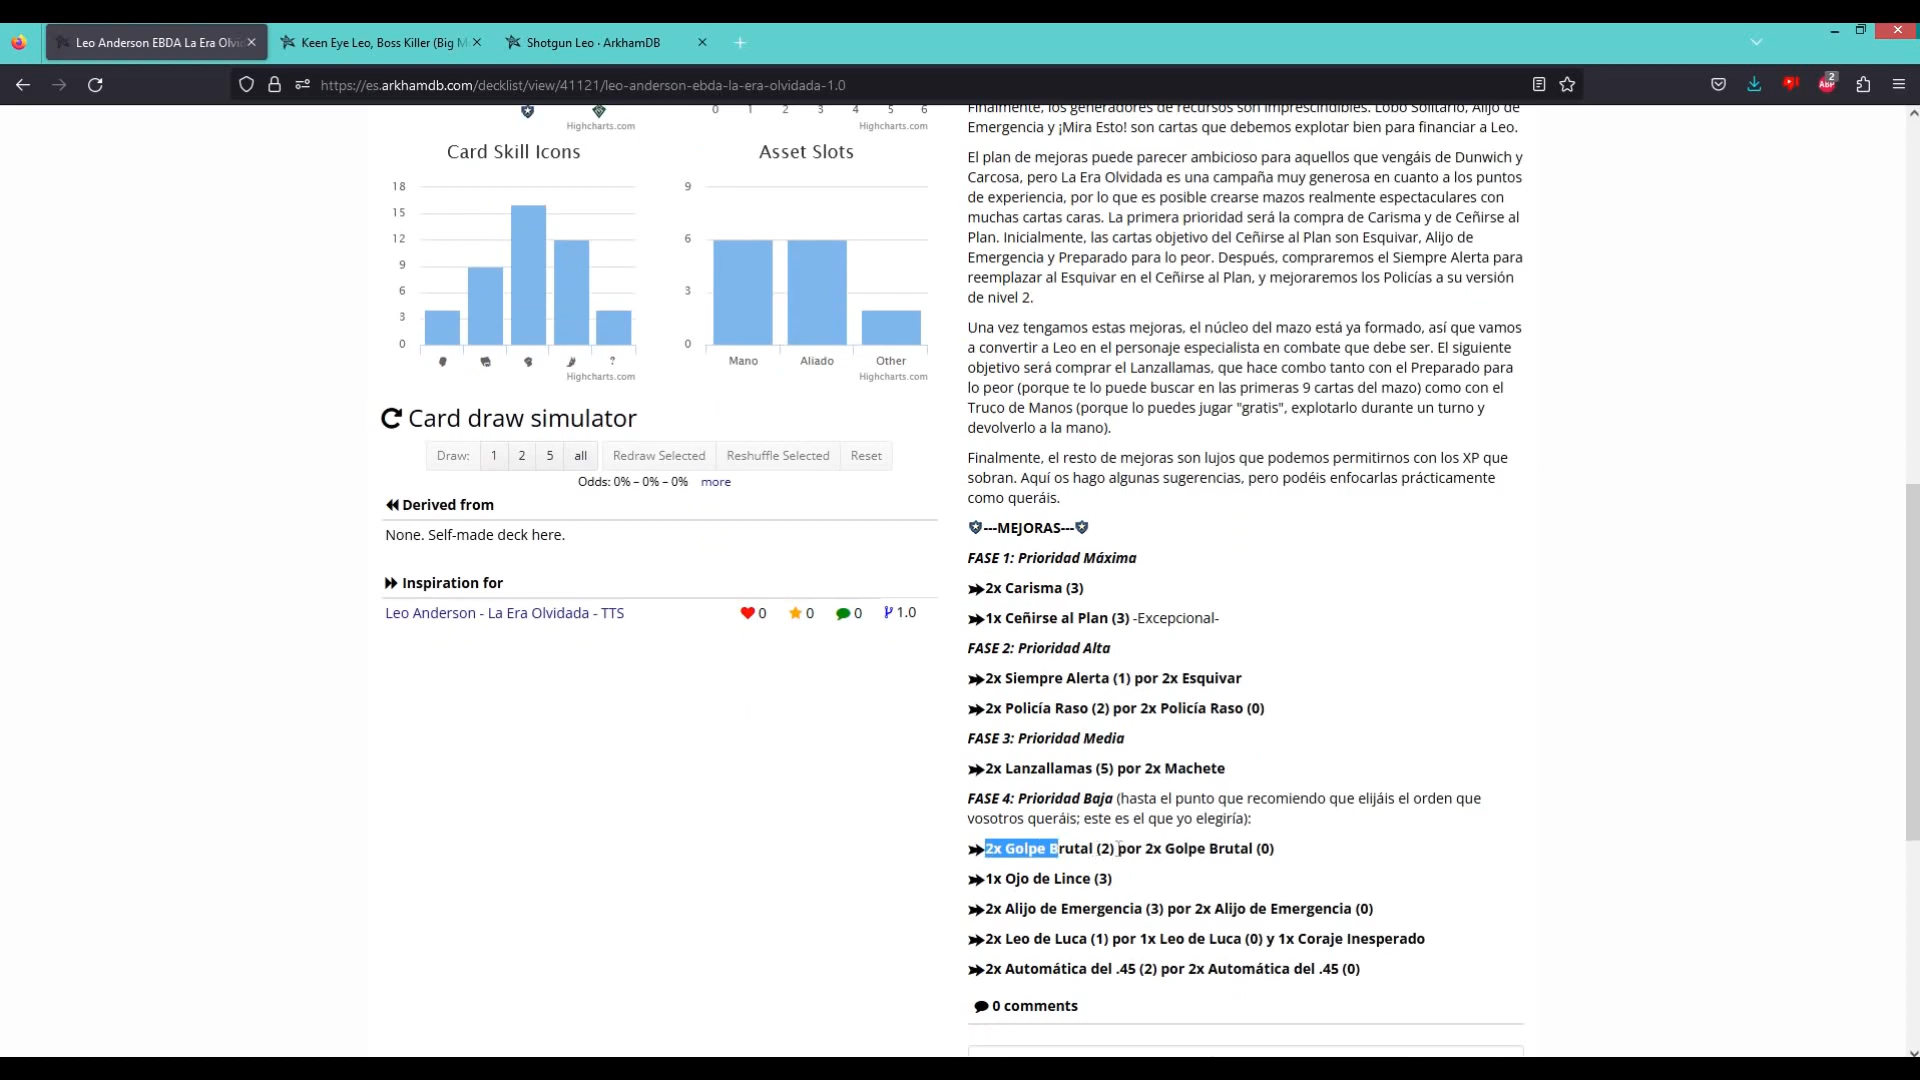 Leo Anderson EBDA La Era Olvi
Keen Eye Leo, Boss Killer (Big M
Shotgun Leo · ArkhamDB
https://es.arkhamdb.com/decklist/view/41121/leo-anderson-ebda-la-era-olvidada-1.0
2
ABP
0 1 2 3 4 5 6
Highcharts.com
Highcharts.com
Card Skill Icons
18
15
12
9
6
3
0
?
Highcharts.com
Asset Slots
9
6
3
0
Mano
Aliado
Other
Highcharts.com
Card draw simulator
Draw: 1 2 5 all Redraw Selected Reshuffle Selected Reset
Odds: 0% – 0% – 0% more
Derived from
None. Self-made deck here.
Inspiration for
Leo Anderson - La Era Olvidada - TTS 0 0 0 1.0
Finalmente, los generadores de recursos son imprescindibles. Lobo Solitario, Alijo de
Emergencia y ¡Mira Esto! son cartas que debemos explotar bien para financiar a Leo.
El plan de mejoras puede parecer ambicioso para aquellos que vengáis de Dunwich y
Carcosa, pero La Era Olvidada es una campaña muy generosa en cuanto a los puntos
de experiencia, por lo que es posible crearse mazos realmente espectaculares con
muchas cartas caras. La primera prioridad será la compra de Carisma y de Ceñirse al
Plan. Inicialmente, las cartas objetivo del Ceñirse al Plan son Esquivar, Alijo de
Emergencia y Preparado para lo peor. Después, compraremos el Siempre Alerta para
reemplazar al Esquivar en el Ceñirse al Plan, y mejoraremos los Policías a su versión
de nivel 2.
Una vez tengamos estas mejoras, el núcleo del mazo está ya formado, así que vamos
a convertir a Leo en el personaje especialista en combate que debe ser. El siguiente
objetivo será comprar el Lanzallamas, que hace combo tanto con el Preparado para
lo peor (porque te lo puede buscar en las primeras 9 cartas del mazo) como con el
Truco de Manos (porque lo puedes jugar "gratis", explotarlo durante un turno y
devolverlo a la mano).
Finalmente, el resto de mejoras son lujos que podemos permitirnos con los XP que
sobran. Aquí os hago algunas sugerencias, pero podéis enfocarlas prácticamente
como queráis.
---MEJORAS---
FASE 1: Prioridad Máxima
2x Carisma (3)
1x Ceñirse al Plan (3) -Excepcional-
FASE 2: Prioridad Alta
2x Siempre Alerta (1) por 2x Esquivar
2x Policía Raso (2) por 2x Policía Raso (0)
FASE 3: Prioridad Media
2x Lanzallamas (5) por 2x Machete
FASE 4: Prioridad Baja (hasta el punto que recomiendo que elijáis el orden que
vosotros queráis; este es el que yo elegiría):
2x Golpe Brutal (2) por 2x Golpe Brutal (0)
1x Ojo de Lince (3)
2x Alijo de Emergencia (3) por 2x Alijo de Emergencia (0)
2x Leo de Luca (1) por 1x Leo de Luca (0) y 1x Coraje Inesperado
2x Automática del .45 (2) por 2x Automática del .45 (0)
0 comments